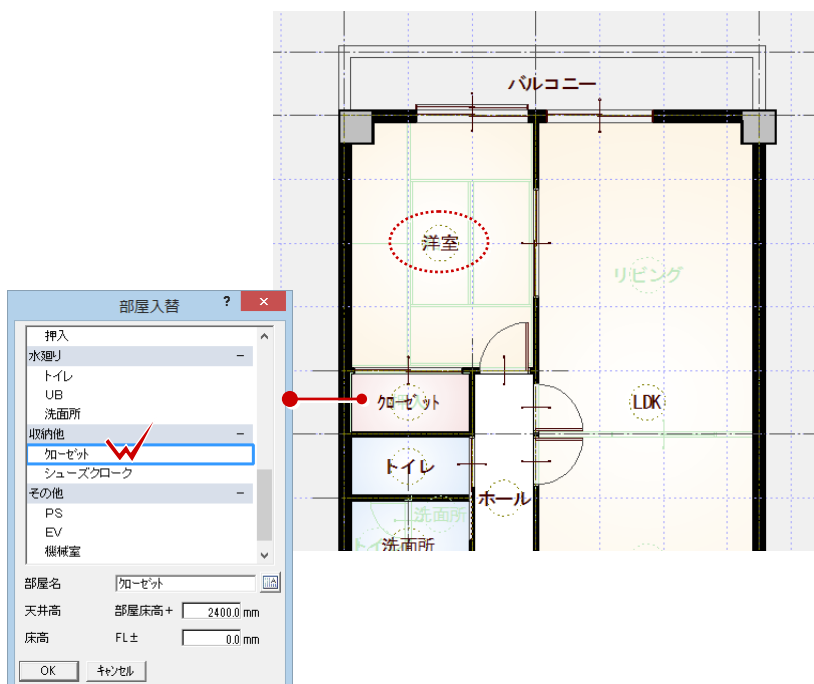 バルコニー
洋室
リビング
部屋入替
?
×
押入
水廻り
トイレ
UB
洗面所
収納他
クローゼット
シューズクローク
その他
PS
EV
機械室
部屋名
クローゼット
天井高
部屋床高+
2400.0 mm
床高
FL±
0.0 mm
OK
キャンセル
クローゼット
LDK
トイレ
ホール
洗面所
洗面所